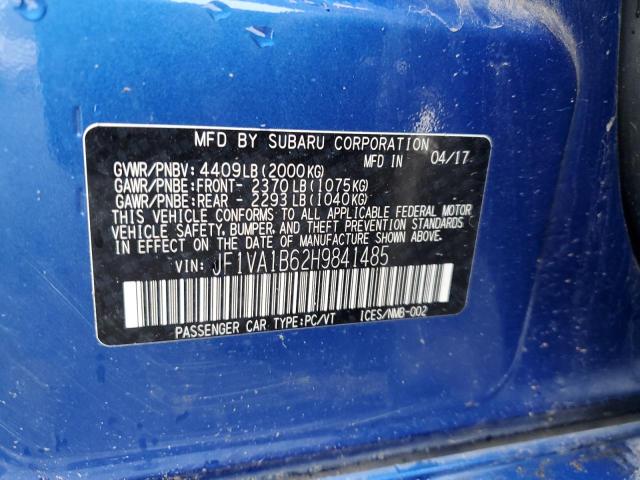 MFD BY SUBARU CORPORATION
MFD IN 04/17
GVWR/PNBV: 4409LB(2000KG)
GAWR/PNBE:FRONT- 2370LB(1075KG)
GAWR/PNBE:REAR - 2293LB(1040KG)
THIS VEHICLE CONFORMS TO ALL APPLICABLE FEDERAL MOTOR
VEHICLE SAFETY, BUMPER, AND THEFT PREVENTION STANDARDS
IN EFFECT ON THE DATE OF MANUFACTURE SHOWN ABOVE.
VIN: JF1VA1B62H9841485
PASSENGER CAR TYPE:PC/VT ICES/NMB-002